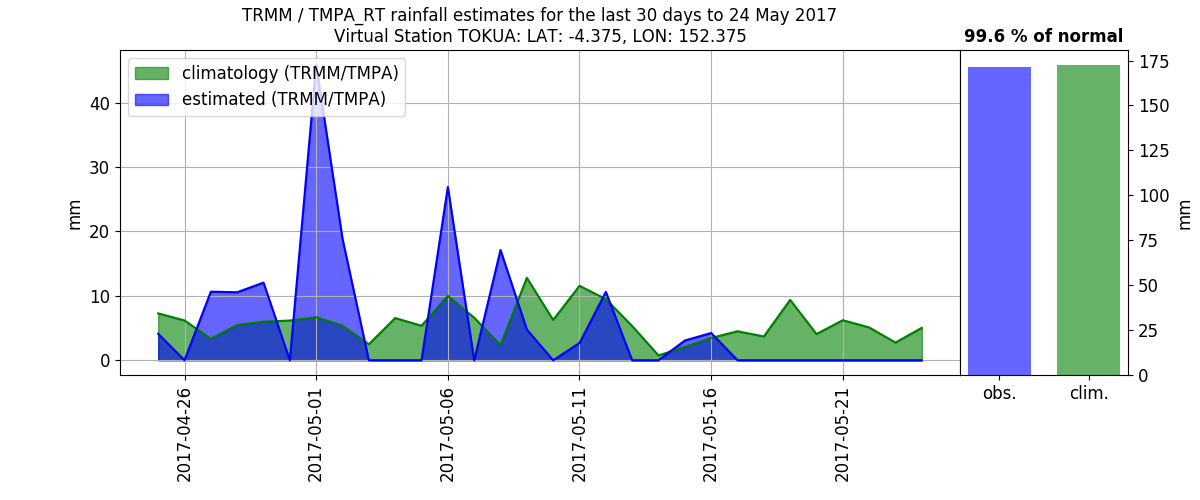 TRMM / TMPA_RT rainfall estimates for the last 30 days to 24 May 2017
Virtual Station TOKUA: LAT: -4.375, LON: 152.375
99.6 % of normal
climatology (TRMM/TMPA)
estimated (TRMM/TMPA)
mm
40
30
20
10
0
2017-04-26
2017-05-01
2017-05-06
2017-05-11
2017-05-16
2017-05-21
175
150
125
100
75
50
25
0
mm
obs.
clim.